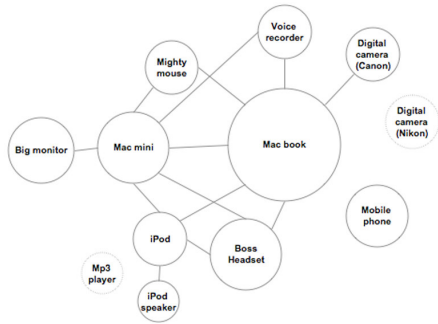 Voice
recorder
Digital
camera
(Canon)
Mighty
mouse
Digital
camera
(Nikon)
Big monitor
Mac mini
Mac book
Mobile
phone
iPod
Boss
Headset
Mp3
player
iPod
speaker